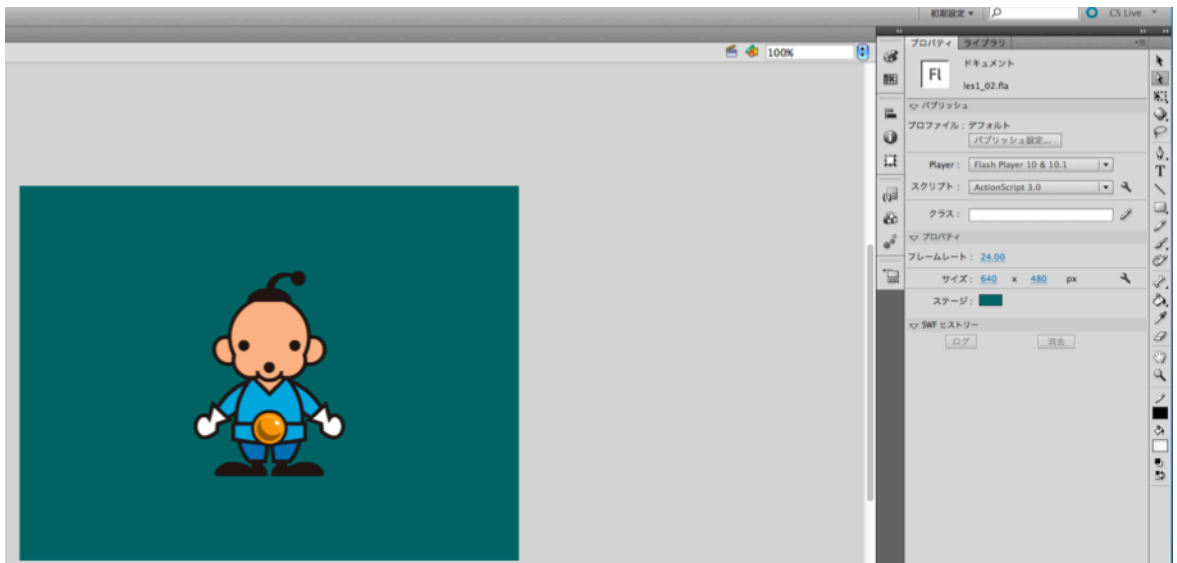 初期設定
CS Live
100%
プロパティ ライブラリ
Fl
ドキュメント
les1_02.fla
パブリッシュ
プロファイル : デフォルト
パブリッシュ設定...
Player : Flash Player 10 & 10.1
スクリプト : ActionScript 3.0
クラス :
プロパティ
フレームレート : 24.00
サイズ : 640 x 480 px
ステージ :
SWF ヒストリー
ログ 消去
T